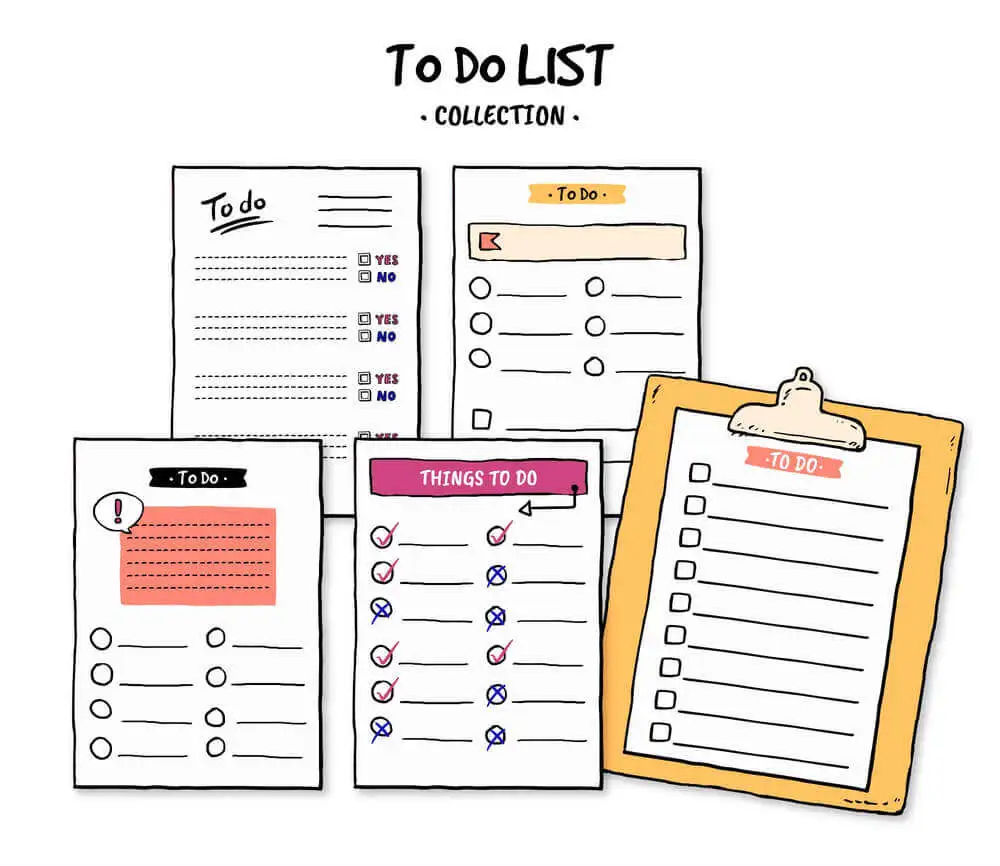 To Do LIST
• COLLECTION •
To do
YES
NO
YES
NO
YES
NO
YES
• To Do •
• To Do •
!
THINGS TO DO
• TO DO •